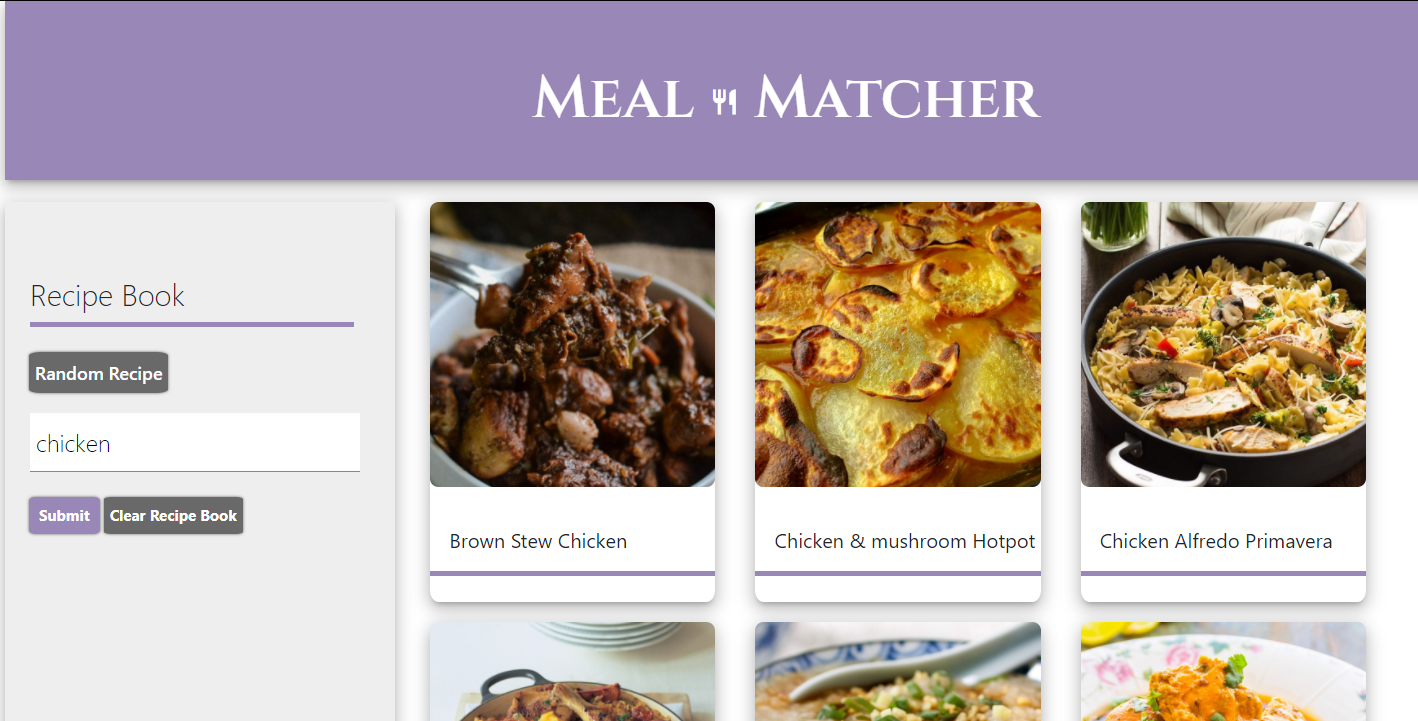 Meal Matcher
Recipe Book
Random Recipe
chicken
Submit
Clear Recipe Book
Brown Stew Chicken
Chicken & mushroom Hotpot
Chicken Alfredo Primavera